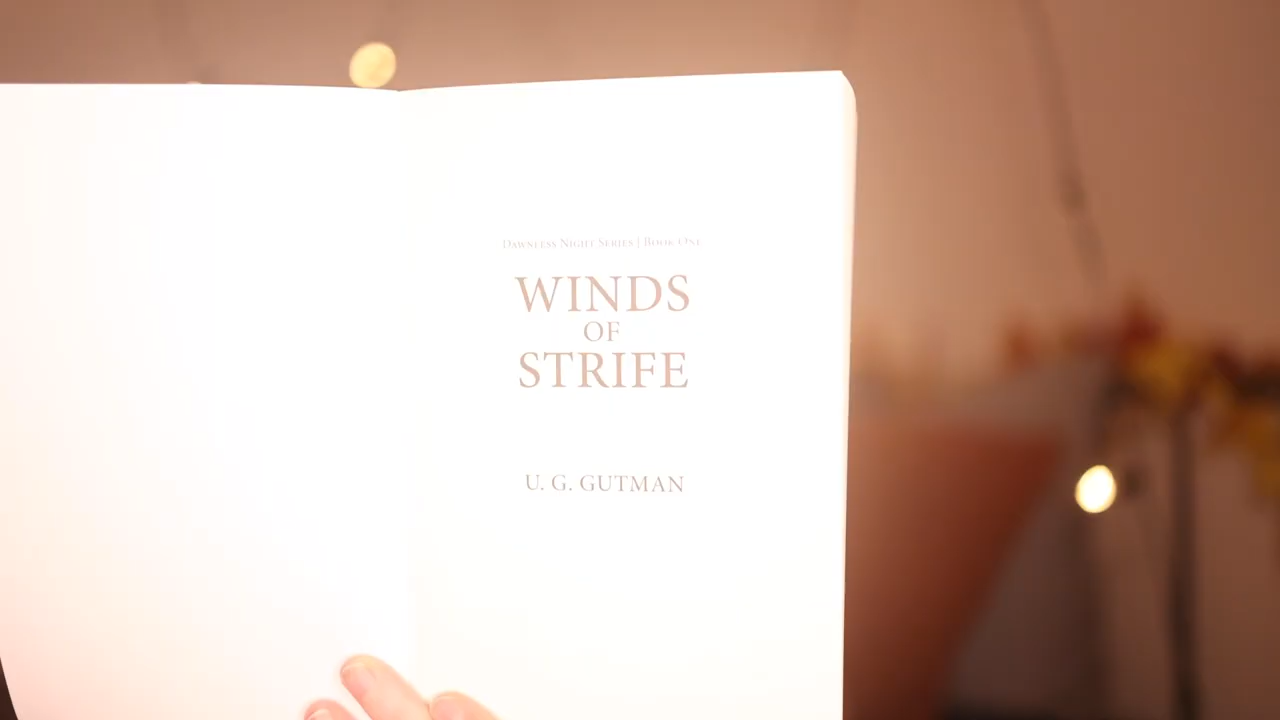 Dawnless Night Series | Book One
WINDS
OF
STRIFE
U. G. GUTMAN